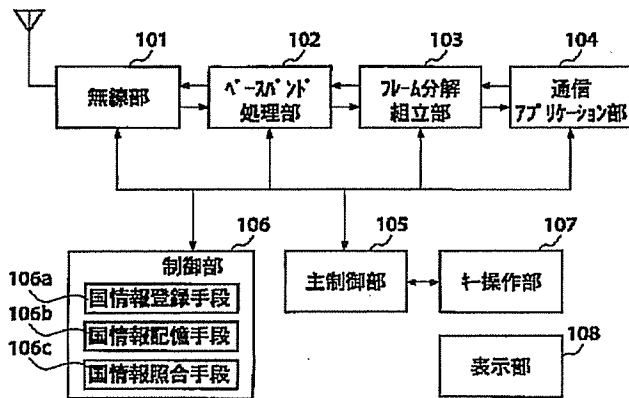 101
102
103
104
無線部
ﾍﾞｰｽﾊﾞﾝﾄﾞ
処理部
ﾌﾚｰﾑ分解
組立部
通信
ｱﾌﾟﾘｹｰｼｮﾝ部
106
105
107
制御部
106a
国情報登録手段
106b
国情報記憶手段
106c
国情報照合手段
主制御部
ｷｰ操作部
108
表示部